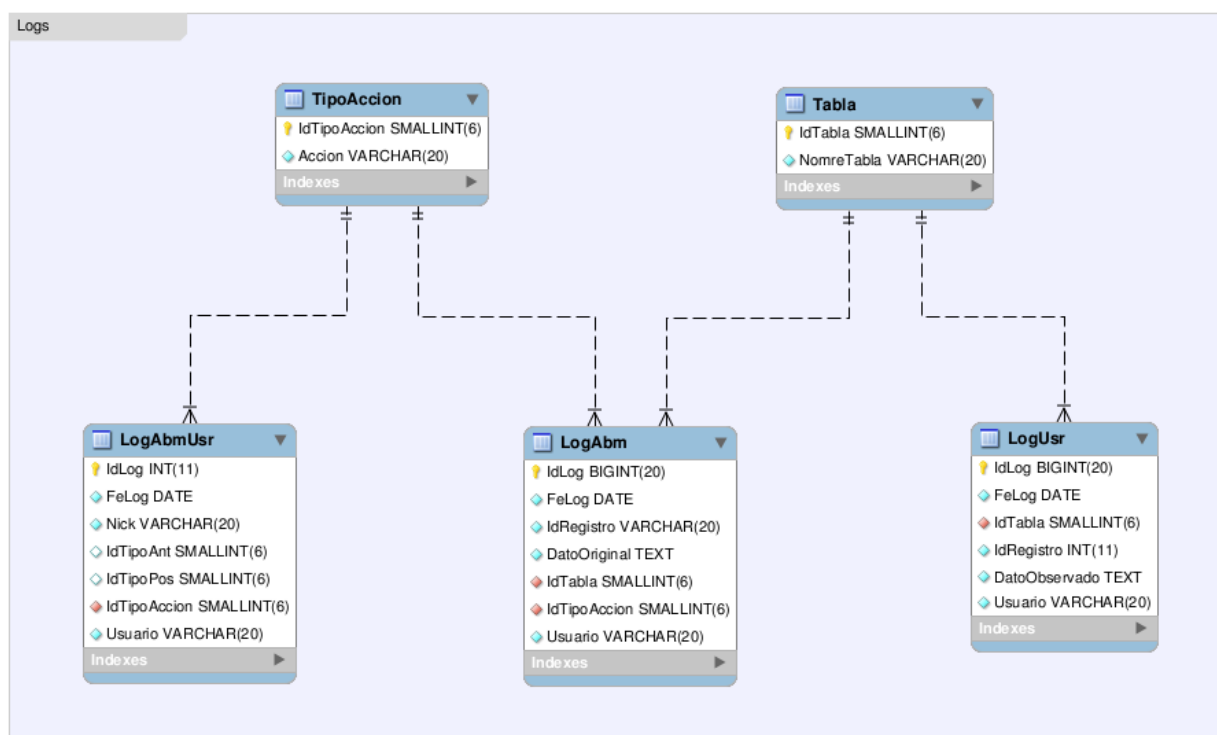 Logs
TipoAccion
IdTipoAccion SMALLINT(6)
Accion VARCHAR(20)
Indexes
Tabla
IdTabla SMALLINT(6)
NomreTabla VARCHAR(20)
Indexes
LogAbmUsr
IdLog INT(11)
FeLog DATE
Nick VARCHAR(20)
IdTipoAnt SMALLINT(6)
IdTipoPos SMALLINT(6)
IdTipoAccion SMALLINT(6)
Usuario VARCHAR(20)
Indexes
LogAbm
IdLog BIGINT(20)
FeLog DATE
IdRegistro VARCHAR(20)
DatoOriginal TEXT
IdTabla SMALLINT(6)
IdTipoAccion SMALLINT(6)
Usuario VARCHAR(20)
Indexes
LogUsr
IdLog BIGINT(20)
FeLog DATE
IdTabla SMALLINT(6)
IdRegistro INT(11)
DatoObservado TEXT
Usuario VARCHAR(20)
Indexes